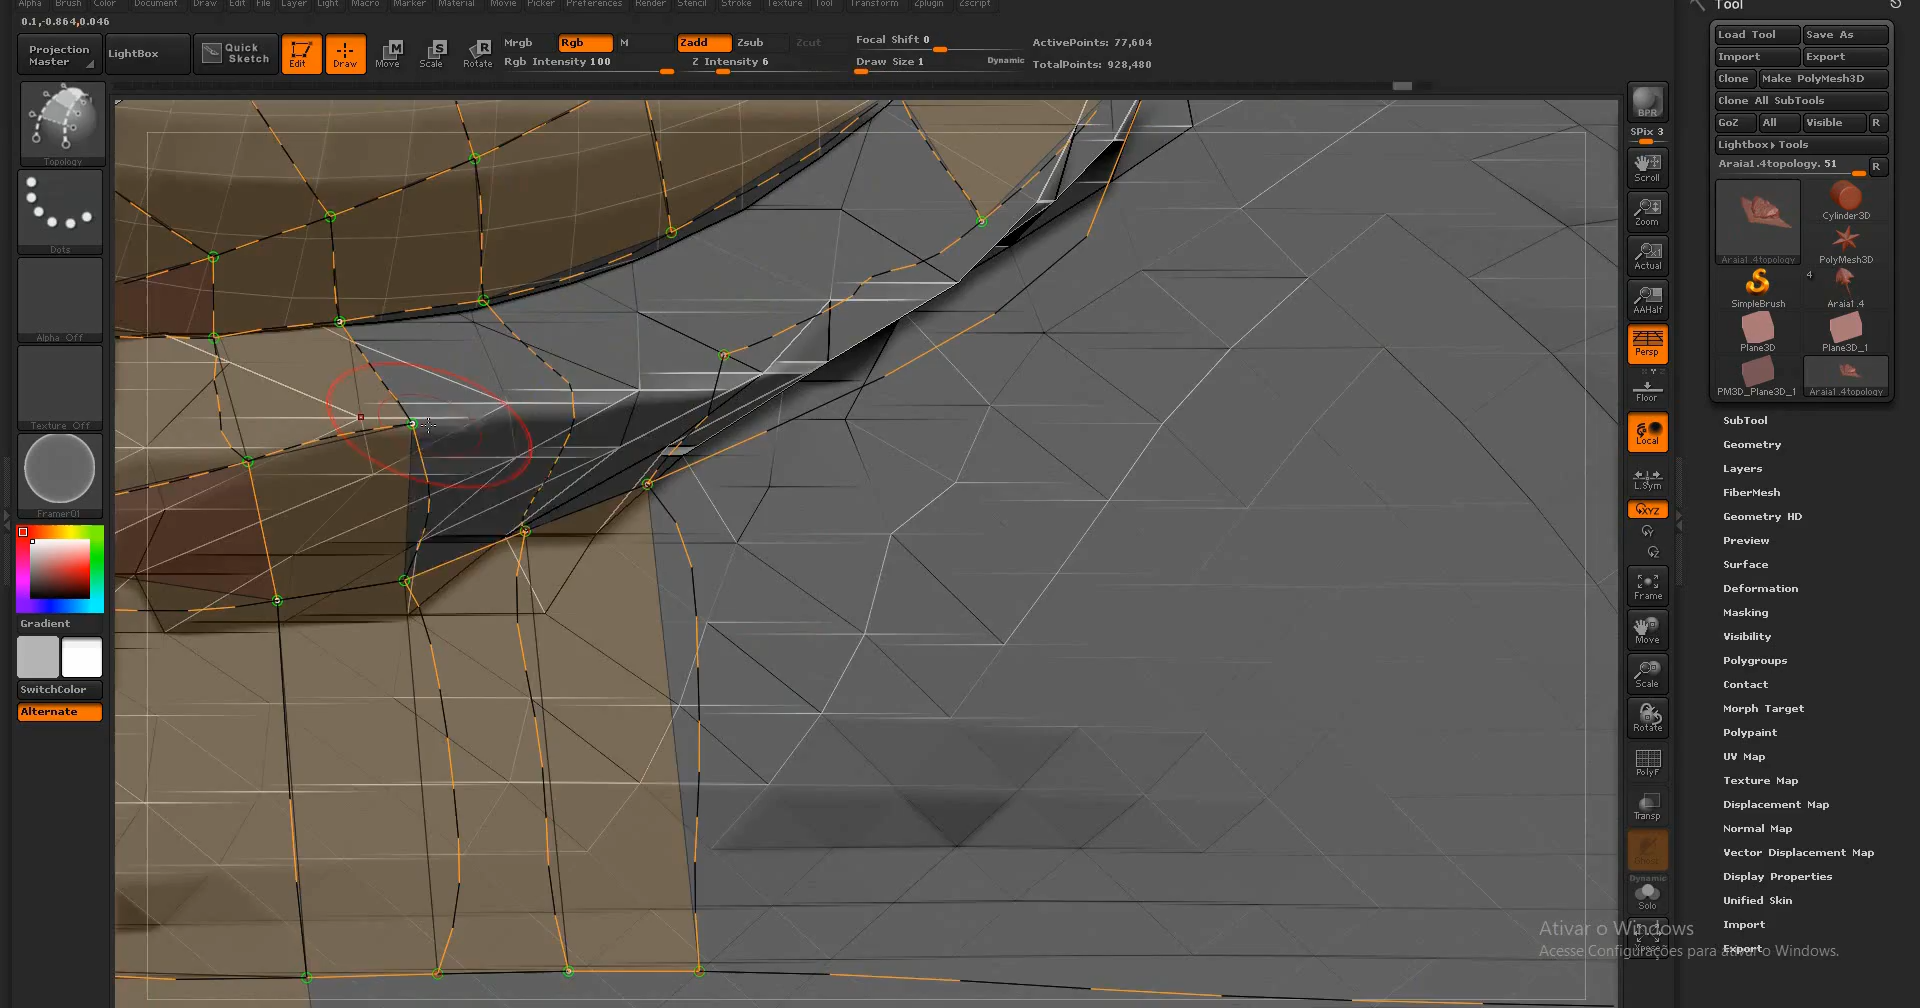 Alpha Brush Color Document Draw Edit File Layer Light Macro Marker Material Movie Picker Preferences Render Stencil Stroke Texture Tool Transform Zplugin Zscript
0.1,-0.864,0.046
Projection Master
LightBox
Quick Sketch
Edit
Draw
Move
Scale
Rotate
Mrgb
Rgb
M
Rgb Intensity 100
Zadd
Zsub
Zcut
Z Intensity 6
Focal Shift 0
Draw Size 1
Dynamic
ActivePoints: 77,604
TotalPoints: 928,480
Topology
Dots
Alpha Off
Texture Off
Framer01
Gradient
SwitchColor
Alternate
BPR
SPix 3
Scroll
Zoom
Actual
AAHalf
Persp
Floor
Local
L.Sym
XYZ
Frame
Move
Scale
Rotate
PolyF
Transp
Ghost
Dynamic
Solo
Xpose
Tool
Load Tool
Save As
Import
Export
Clone
Make PolyMesh3D
Clone All SubTools
GoZ
All
Visible
R
Lightbox▸Tools
Araia1.4topology. 51
R
Araia1.4topology
Cylinder3D
PolyMesh3D
SimpleBrush
4
Araia1.4
Plane3D
Plane3D_1
PM3D_Plane3D_1
Araia1.4topology
SubTool
Geometry
Layers
FiberMesh
Geometry HD
Preview
Surface
Deformation
Masking
Visibility
Polygroups
Contact
Morph Target
Polypaint
UV Map
Texture Map
Displacement Map
Normal Map
Vector Displacement Map
Display Properties
Unified Skin
Import
Export
Ativar o Windows
Acesse Configurações para ativar o Windows.